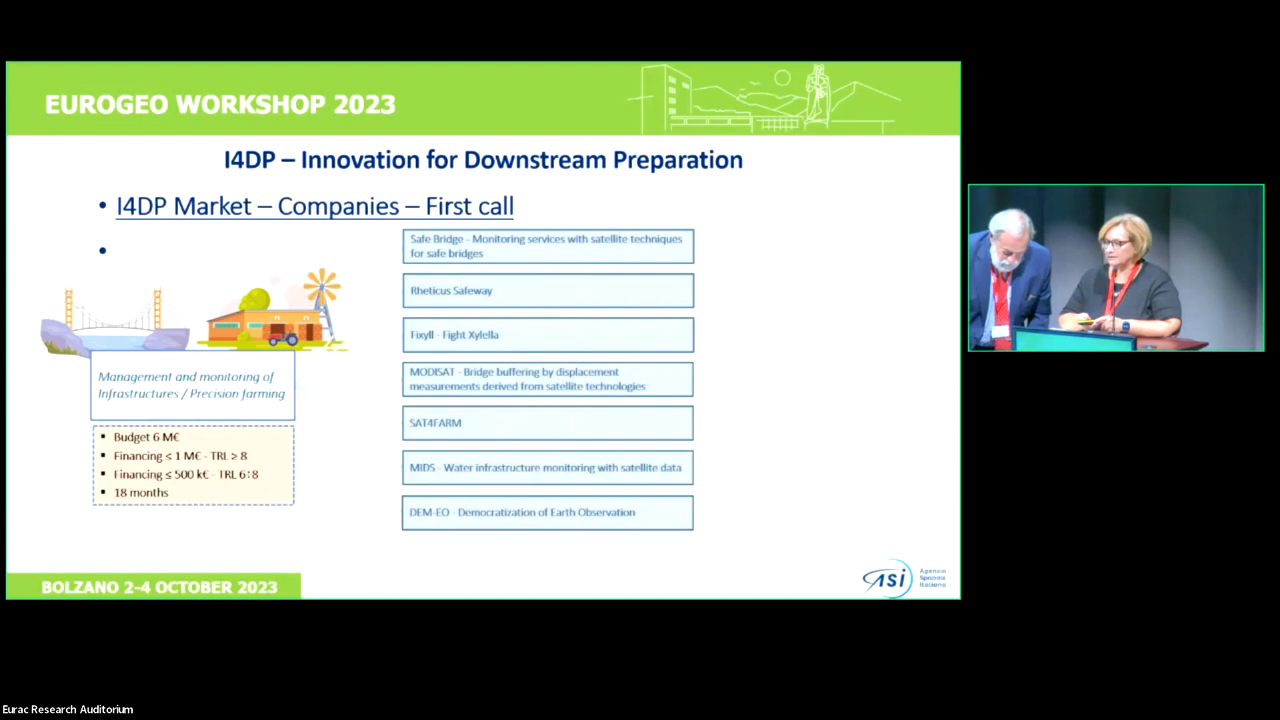 EUROGEO WORKSHOP 2023
I4DP – Innovation for Downstream Preparation
• I4DP Market – Companies – First call
•
Safe Bridge - Monitoring services with satellite techniques
for safe bridges
Rheticus Safeway
Fixyll - Fight Xylella
MODISAT - Bridge buffering by displacement
measurements derived from satellite technologies
SAT4FARM
MIDS - Water infrastructure monitoring with satellite data
DEM-EO - Democratization of Earth Observation
Management and monitoring of
Infrastructures / Precision farming
▪ Budget 6 M€
▪ Financing ≤ 1 M€ - TRL ≥ 8
▪ Financing ≤ 500 k€ - TRL 6÷8
▪ 18 months
BOLZANO 2-4 OCTOBER 2023
ASI
Agenzia
Spaziale
Italiana
Eurac Research Auditorium